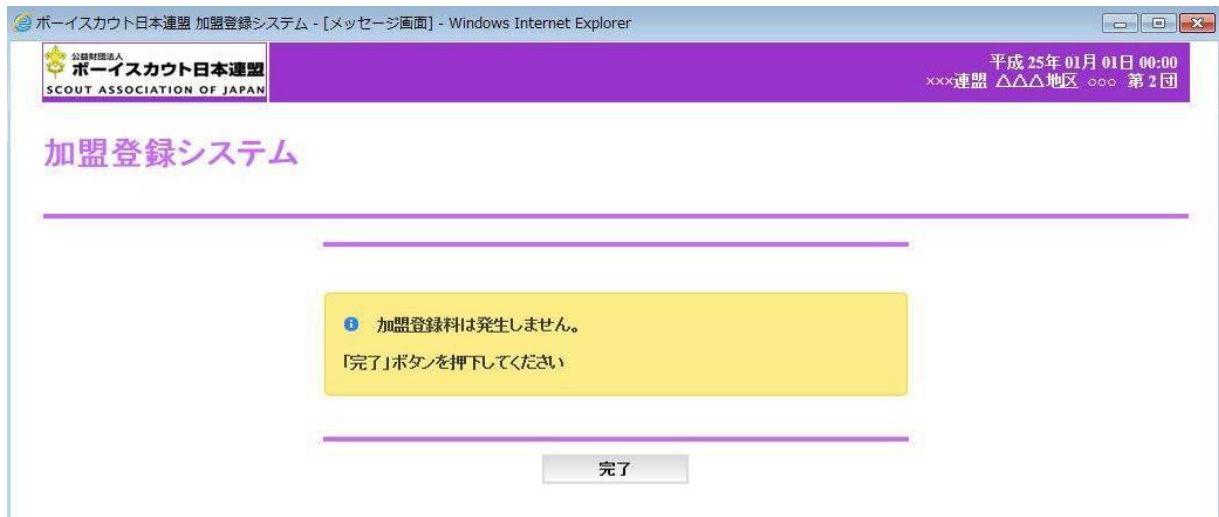 ボーイスカウト日本連盟 加盟登録システム - [メッセージ画面] - Windows Internet Explorer
公益財団法人
ボーイスカウト日本連盟
SCOUT ASSOCIATION OF JAPAN
平成 25年 01月 01日 00:00
×××連盟 △△△地区 ○○○ 第 2 団
加盟登録システム
加盟登録料は発生しません。
「完了」ボタンを押下してください
完了